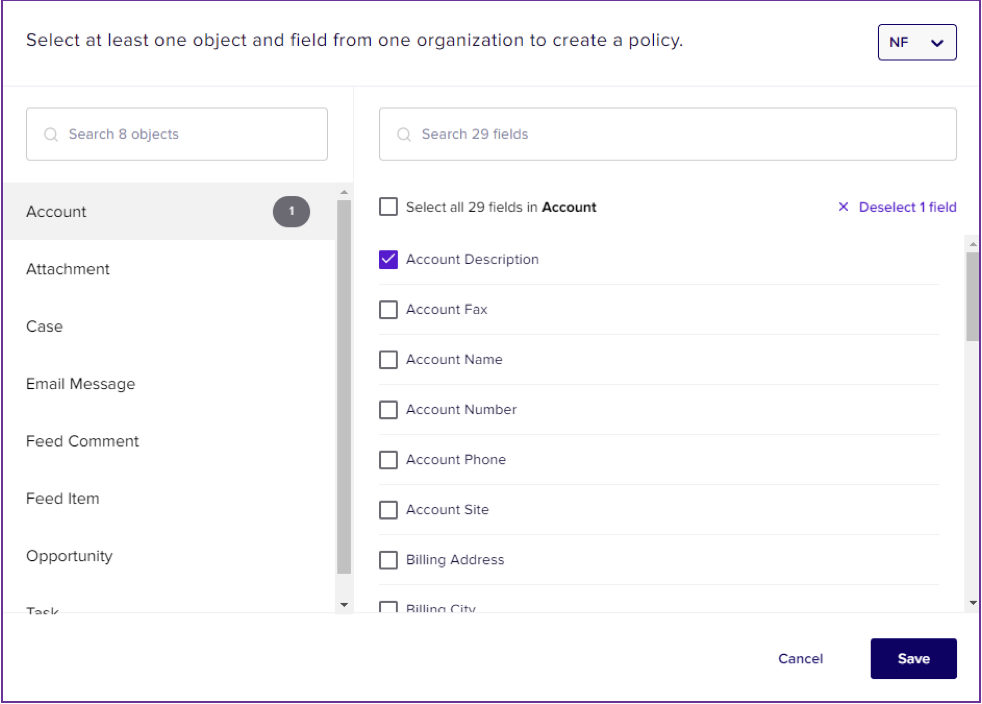 Select at least one object and field from one organization to create a policy.
NF
Search 8 objects
Account
1
Attachment
Case
Email Message
Feed Comment
Feed Item
Opportunity
Task
Search 29 fields
Select all 29 fields in Account
Deselect 1 field
Account Description
Account Fax
Account Name
Account Number
Account Phone
Account Site
Billing Address
Billing City
Cancel
Save